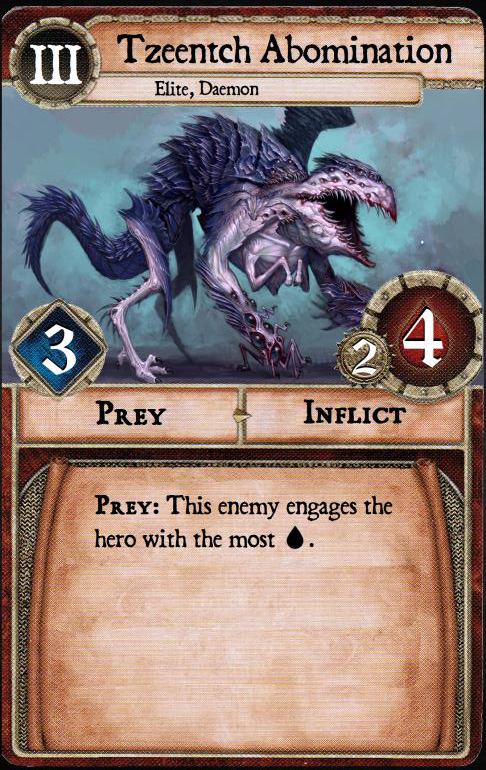 III
Tzeentch Abomination
Elite, Daemon
3
2
4
Prey
Inflict
Prey: This enemy engages the
hero with the most .